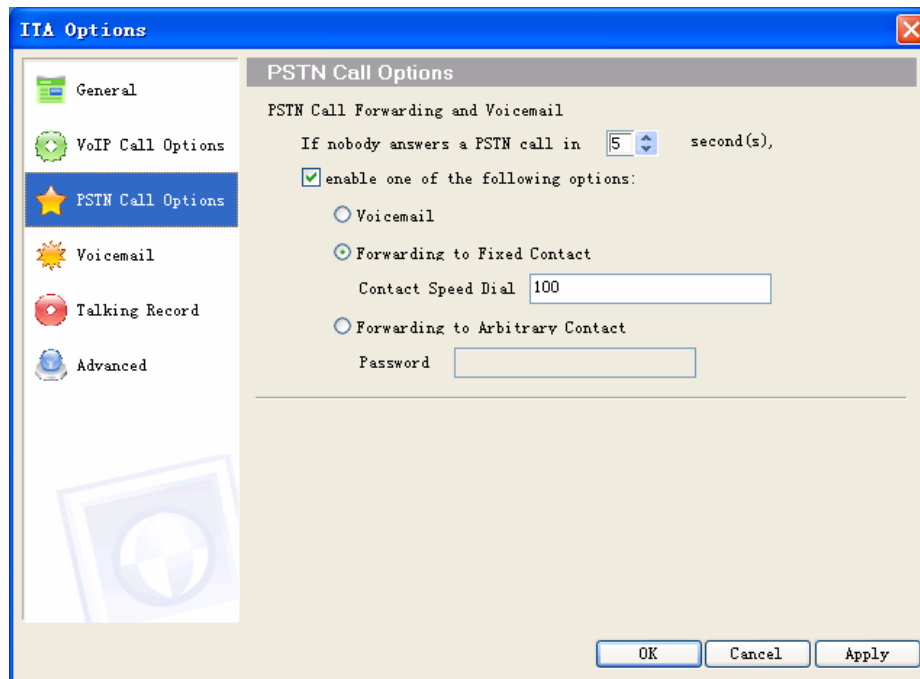 ITA Options
General
VoIP Call Options
PSTN Call Options
Voicemail
Talking Record
Advanced
PSTN Call Options
PSTN Call Forwarding and Voicemail
If nobody answers a PSTN call in 5 second(s),
enable one of the following options:
Voicemail
Forwarding to Fixed Contact
Contact Speed Dial 100
Forwarding to Arbitrary Contact
Password
OK Cancel Apply